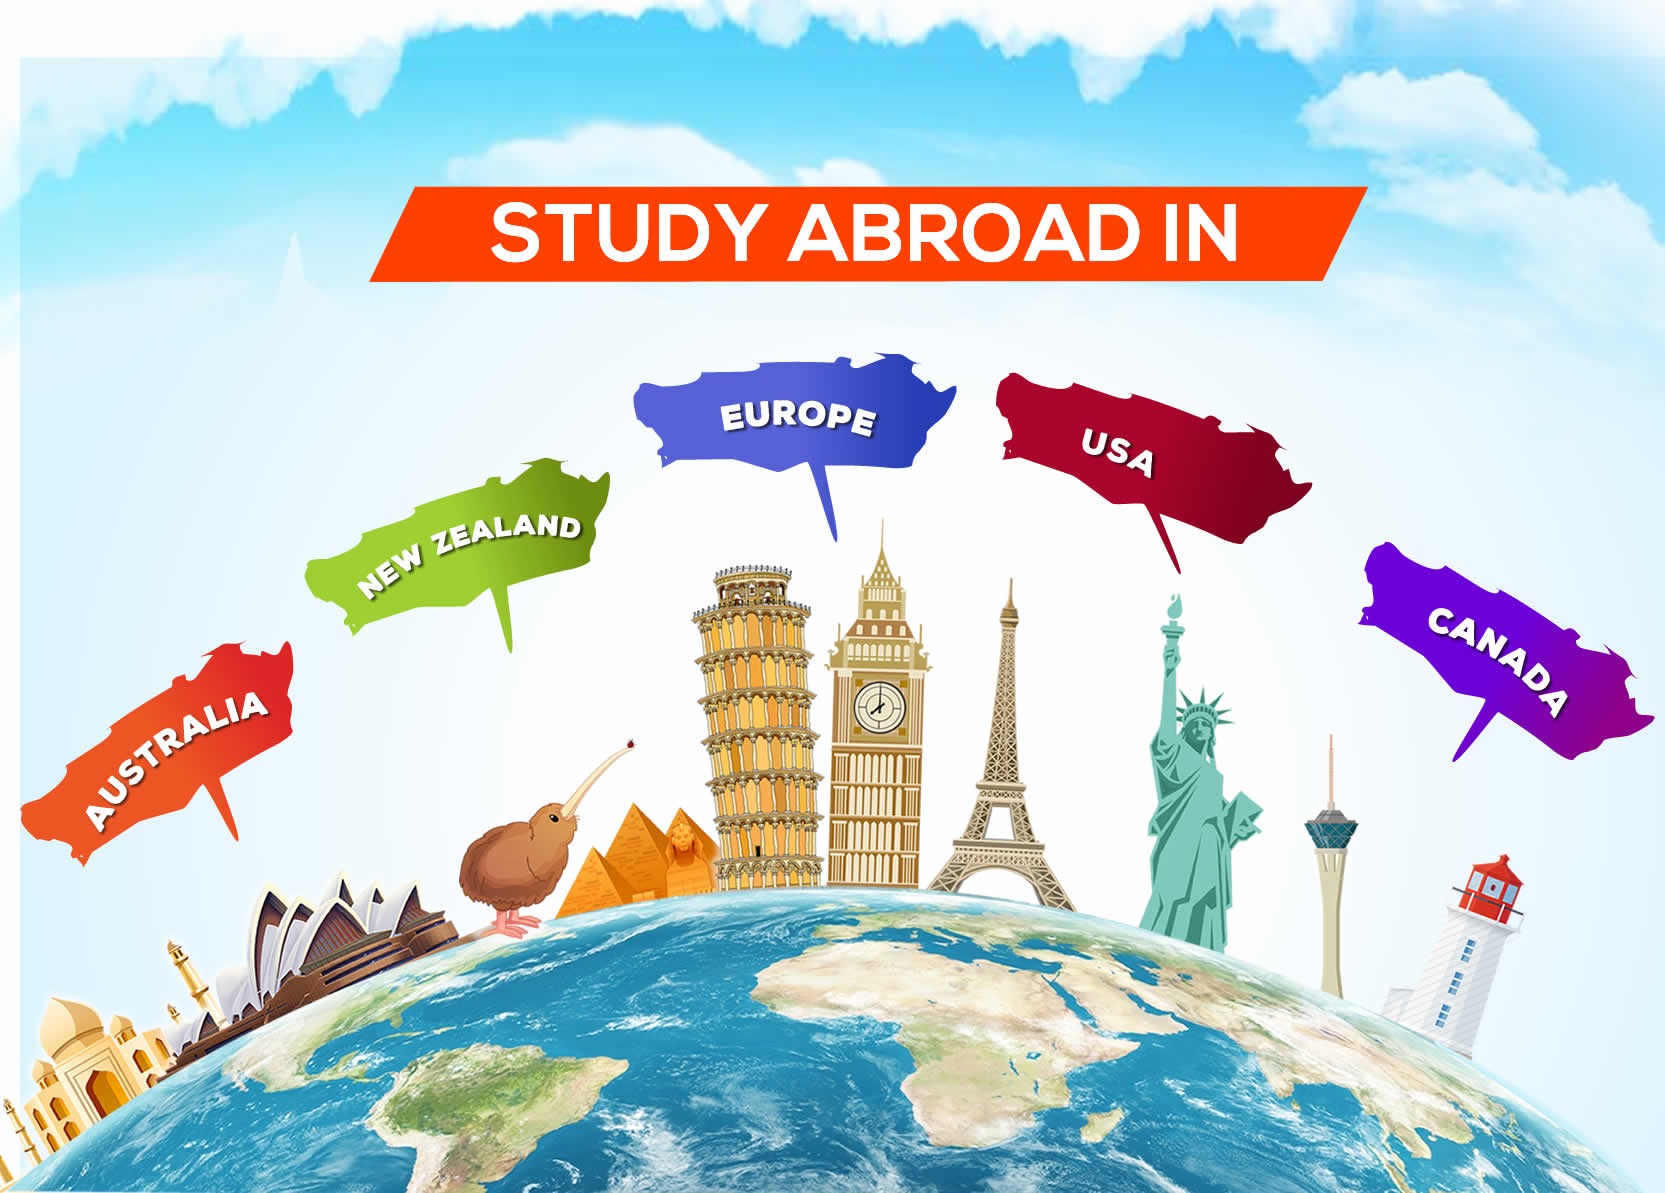 STUDY ABROAD IN
AUSTRALIA
NEW ZEALAND
EUROPE
USA
CANADA